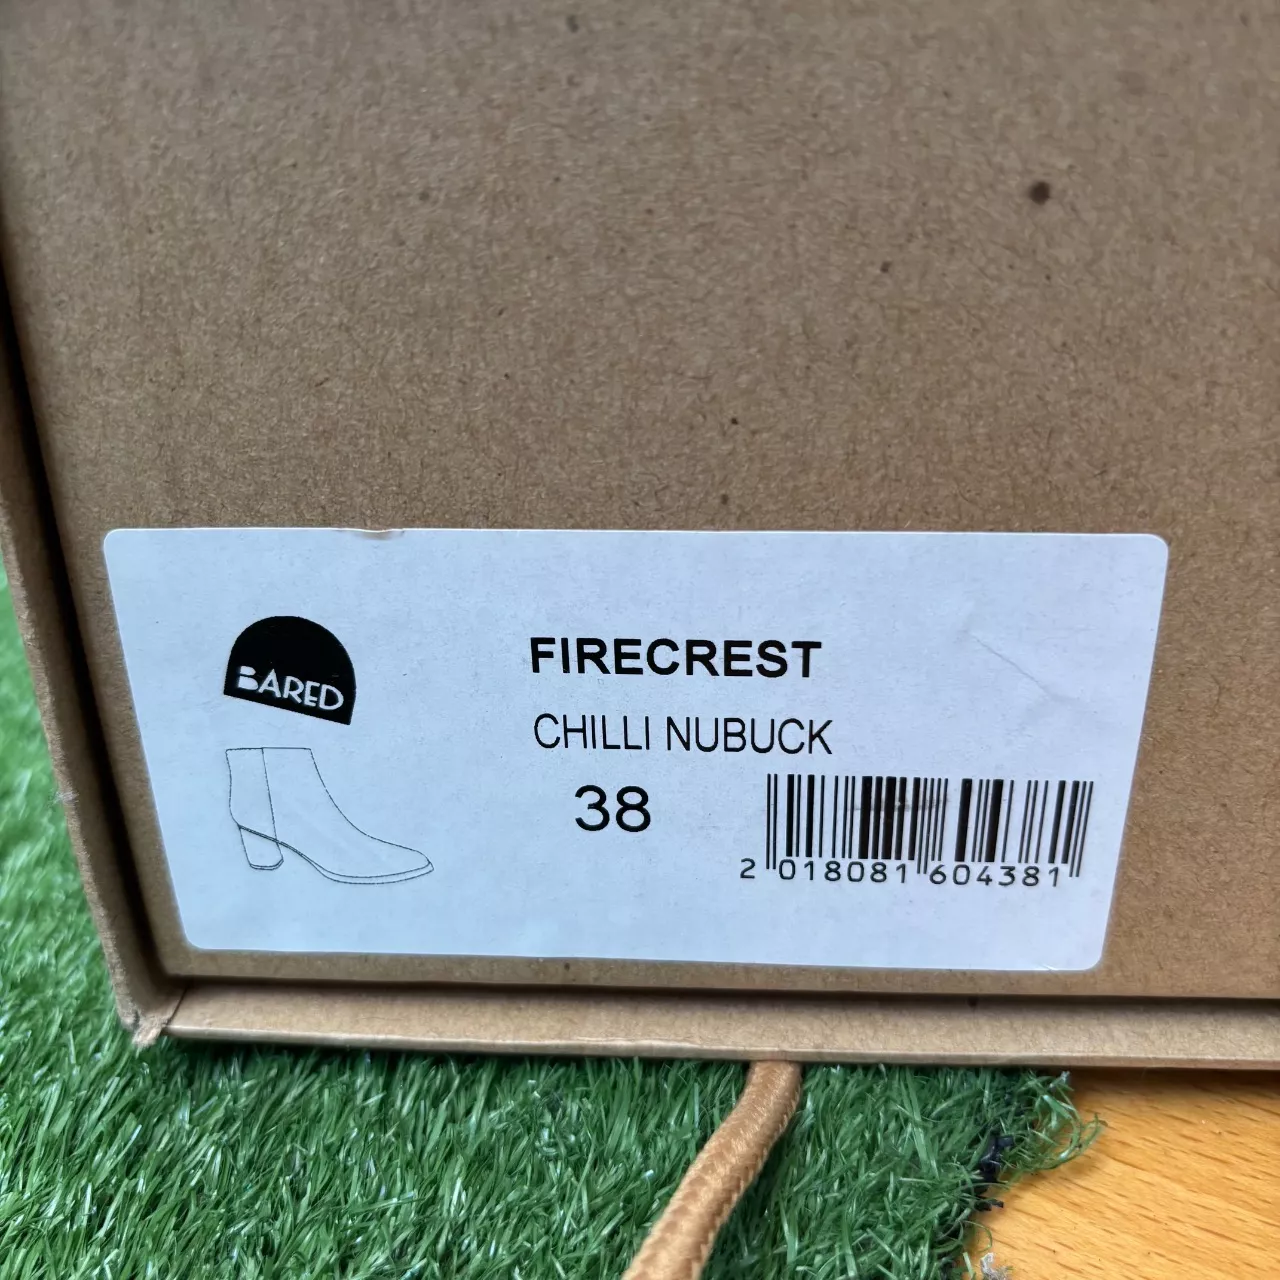 BARED
FIRECREST
CHILLI NUBUCK
38
2 018081 604381